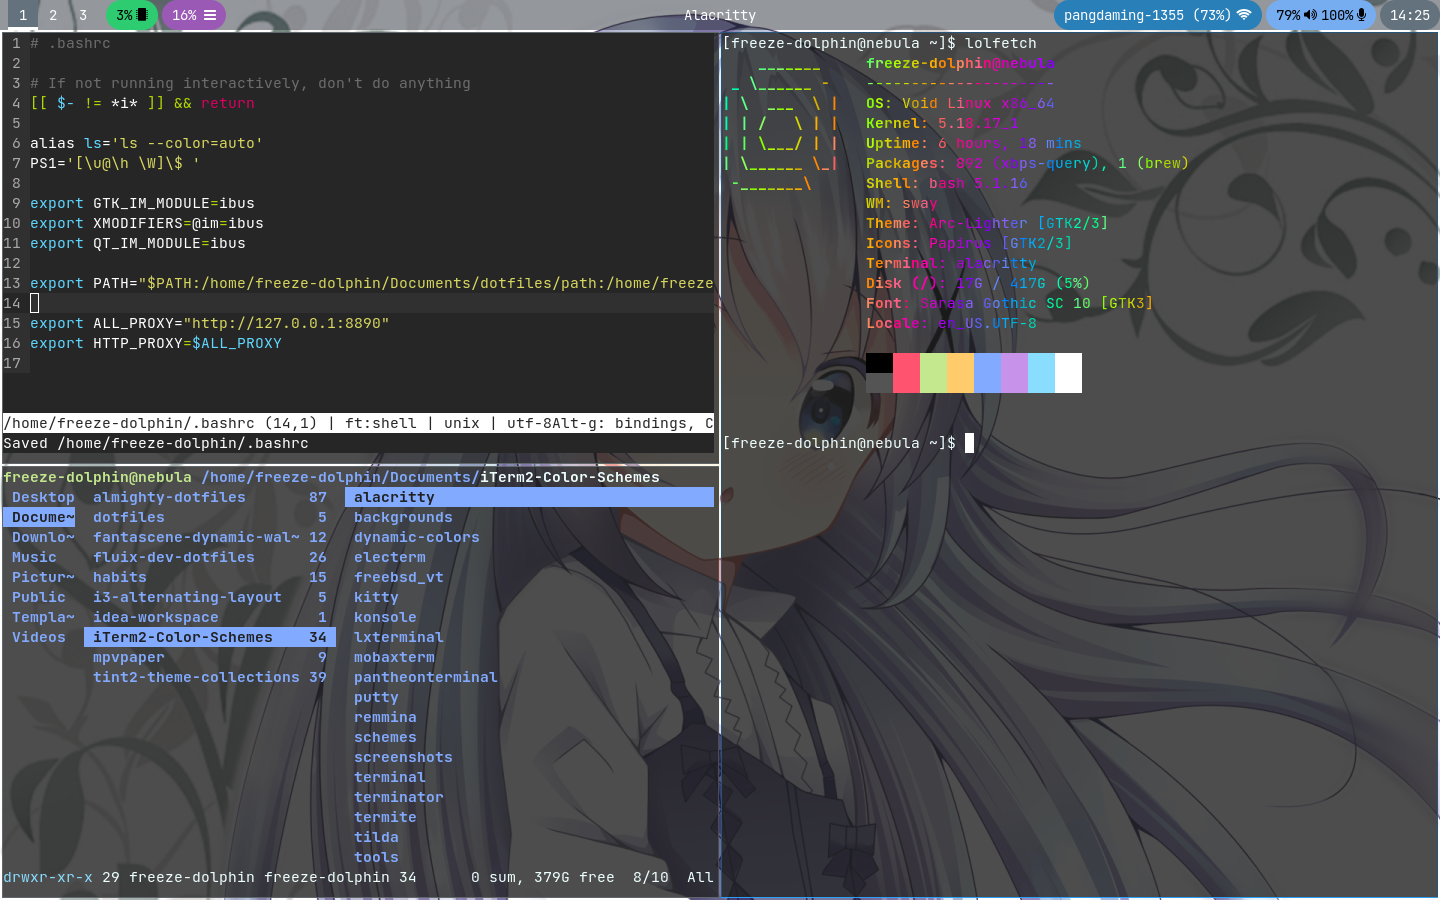 1 2 3 3% 16% Alacritty pangdaming-1355 (73%) 79% 100% 14:25
1 # .bashrc
2
3 # If not running interactively, don't do anything
4 [[ $- != *i* ]] && return
5
6 alias ls='ls --color=auto'
7 PS1='[\u@\h \W]\$ '
8
9 export GTK_IM_MODULE=ibus
10 export XMODIFIERS=@im=ibus
11 export QT_IM_MODULE=ibus
12
13 export PATH="$PATH:/home/freeze-dolphin/Documents/dotfiles/path:/home/freeze
14
15 export ALL_PROXY="http://127.0.0.1:8890"
16 export HTTP_PROXY=$ALL_PROXY
17
/home/freeze-dolphin/.bashrc (14,1) | ft:shell | unix | utf-8Alt-g: bindings, C
Saved /home/freeze-dolphin/.bashrc
freeze-dolphin@nebula /home/freeze-dolphin/Documents/iTerm2-Color-Schemes
Desktop almighty-dotfiles 87 alacritty
Docume~ dotfiles 5 backgrounds
Downlo~ fantascene-dynamic-wal~ 12 dynamic-colors
Music fluix-dev-dotfiles 26 electerm
Pictur~ habits 15 freebsd_vt
Public i3-alternating-layout 5 kitty
Templa~ idea-workspace 1 konsole
Videos iTerm2-Color-Schemes 34 lxterminal
mpvpaper 9 mobaxterm
tint2-theme-collections 39 pantheonterminal
putty
remmina
schemes
screenshots
terminal
terminator
termite
tilda
tools
drwxr-xr-x 29 freeze-dolphin freeze-dolphin 34 0 sum, 379G free 8/10 All
[freeze-dolphin@nebula ~]$ lolfetch
freeze-dolphin@nebula
---------------------
OS: Void Linux x86_64
Kernel: 5.18.17_1
Uptime: 6 hours, 18 mins
Packages: 892 (xbps-query), 1 (brew)
Shell: bash 5.1.16
WM: sway
Theme: Arc-Lighter [GTK2/3]
Icons: Papirus [GTK2/3]
Terminal: alacritty
Disk (/): 17G / 417G (5%)
Font: Sarasa Gothic SC 10 [GTK3]
Locale: en_US.UTF-8
[freeze-dolphin@nebula ~]$